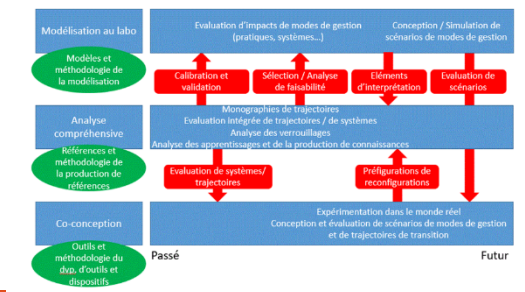 Modélisation au labo
Evaluation d'impacts de modes de gestion
(pratiques, systèmes...)
Conception / Simulation de
scénarios de modes de gestion
Modèles et
méthodologie de
la modélisation
Calibration et
validation
Sélection / Analyse
de faisabilité
Eléments
d'interprétation
Evaluation de
scénarios
Analyse
compréhensive
Monographies de trajectoires
Evaluation intégrée de trajectoires / de systèmes
Analyse des verrouillages
Analyse des apprentissages et de la production de connaissances
Références et
méthodologie de
la production de
références
Evaluation de systèmes/
trajectoires
Préfigurations de
reconfigurations
Co-conception
Expérimentation dans le monde réel
Conception et évaluation de scénarios de modes de gestion
et de trajectoires de transition
Outils et
méthodologie du
dvp, d'outils et
dispositifs
Passé
Futur